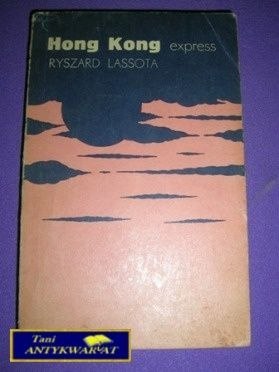 Hong Kong express
RYSZARD LASSOTA
Tani
ANTYKWARIAT